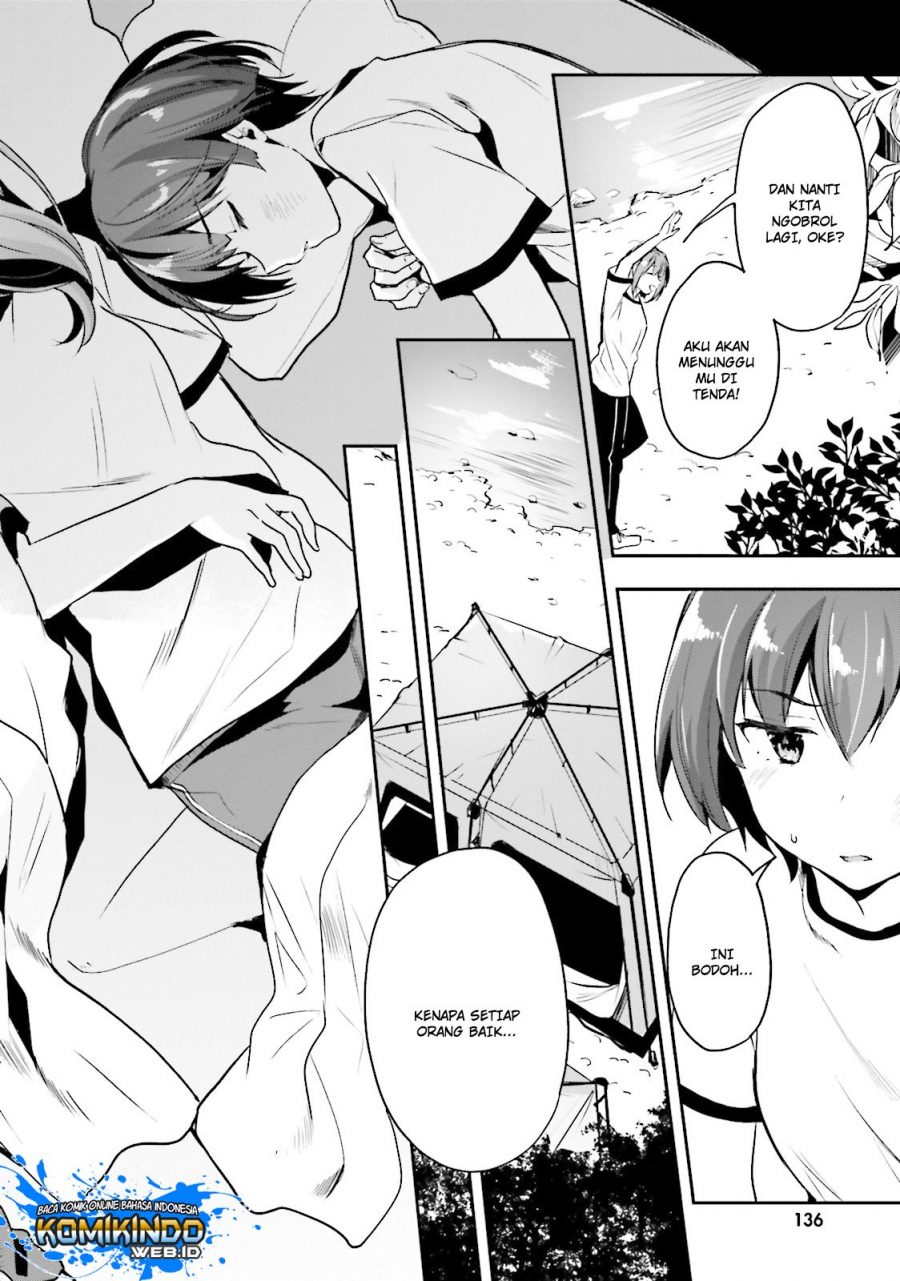 DAN NANTI
KITA
NGOBROL
LAGI, OKE?
AKU AKAN
MENUNGGU
MU DI
TENDA!
INI
BODOH...
KENAPA SETIAP
ORANG BAIK...
136
BACA KOMIK ONLINE BAHASA INDONESIA
KOMIKINDO
WEB.ID